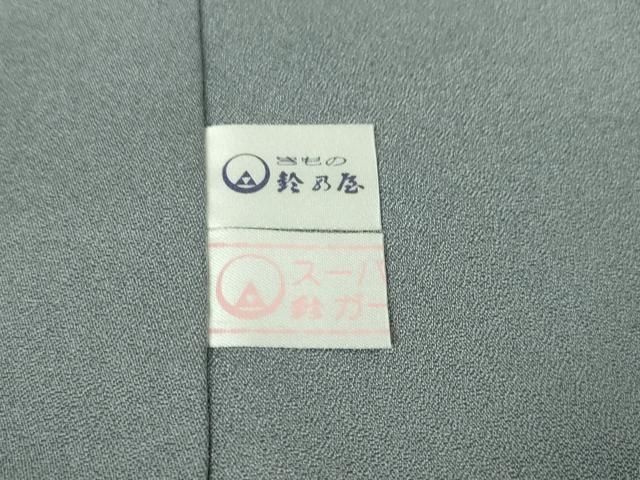 きもの
鈴乃屋
スーパ
鈴ガー